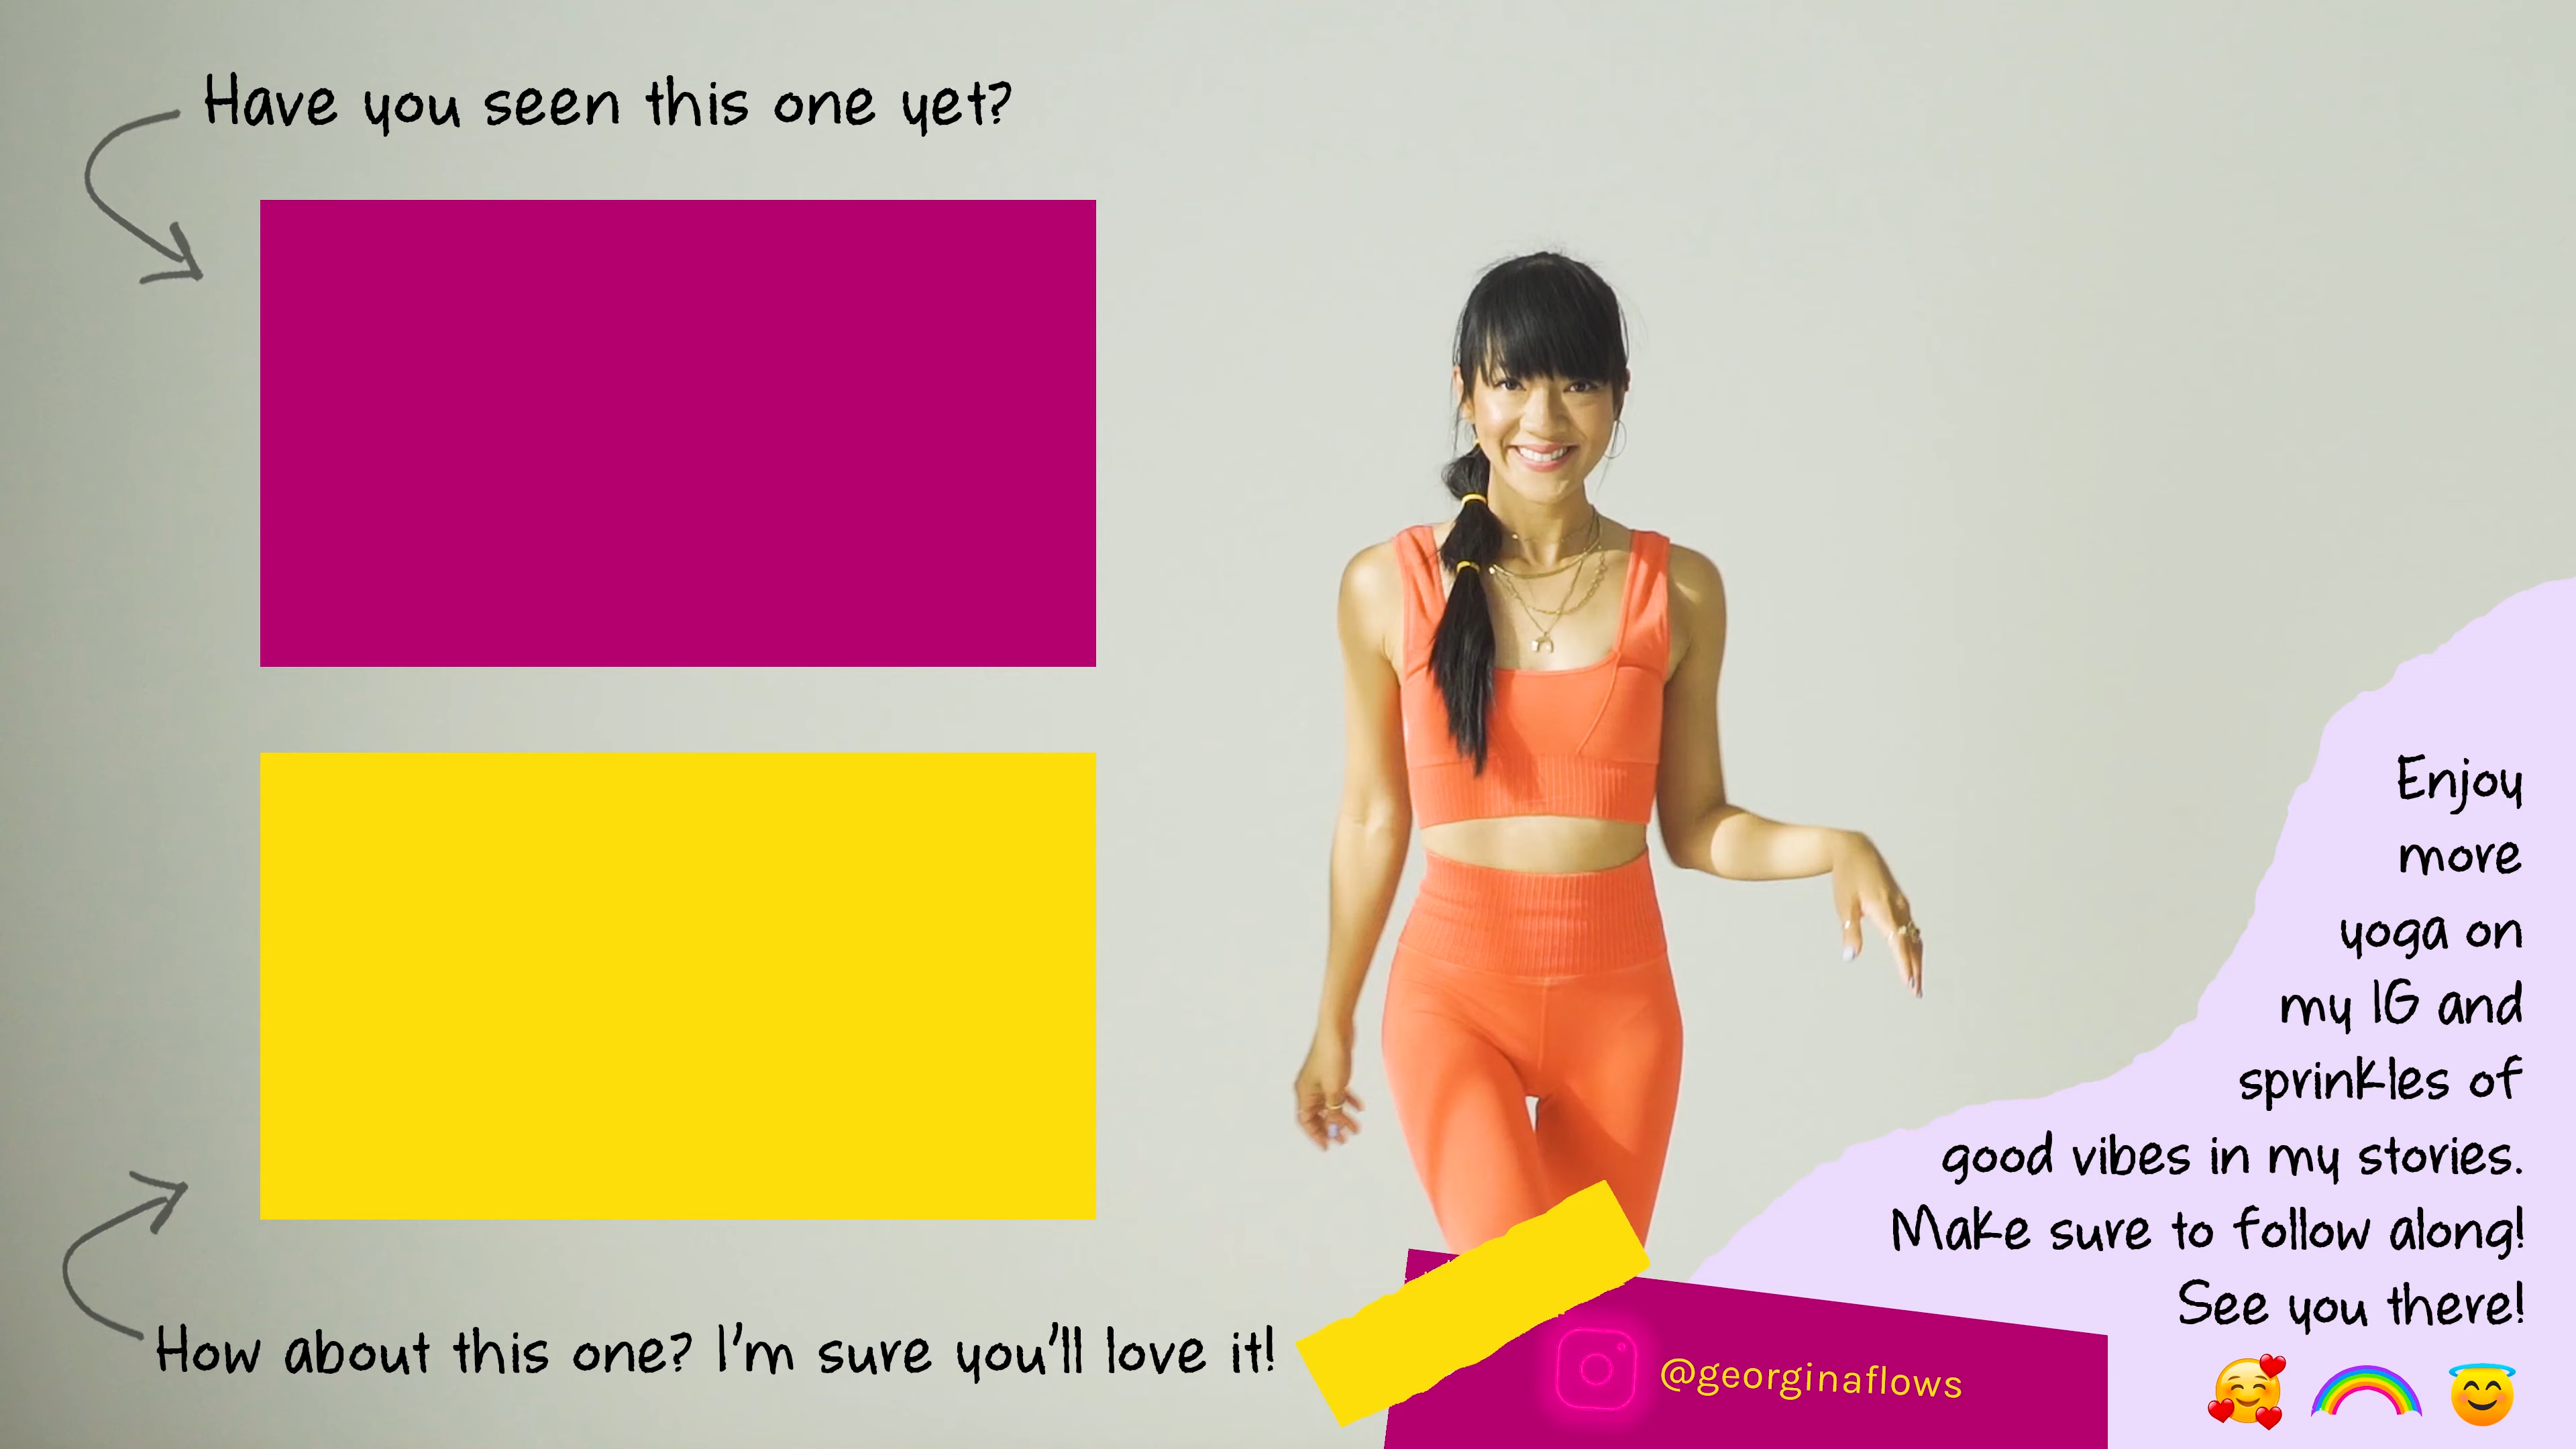 Have you seen this one yet?
Enjoy
more
yoga on
my IG and
sprinkles of
good vibes in my stories.
Make sure to follow along!
See you there!
How about this one? I'm sure you'll love it!
@georginaflows